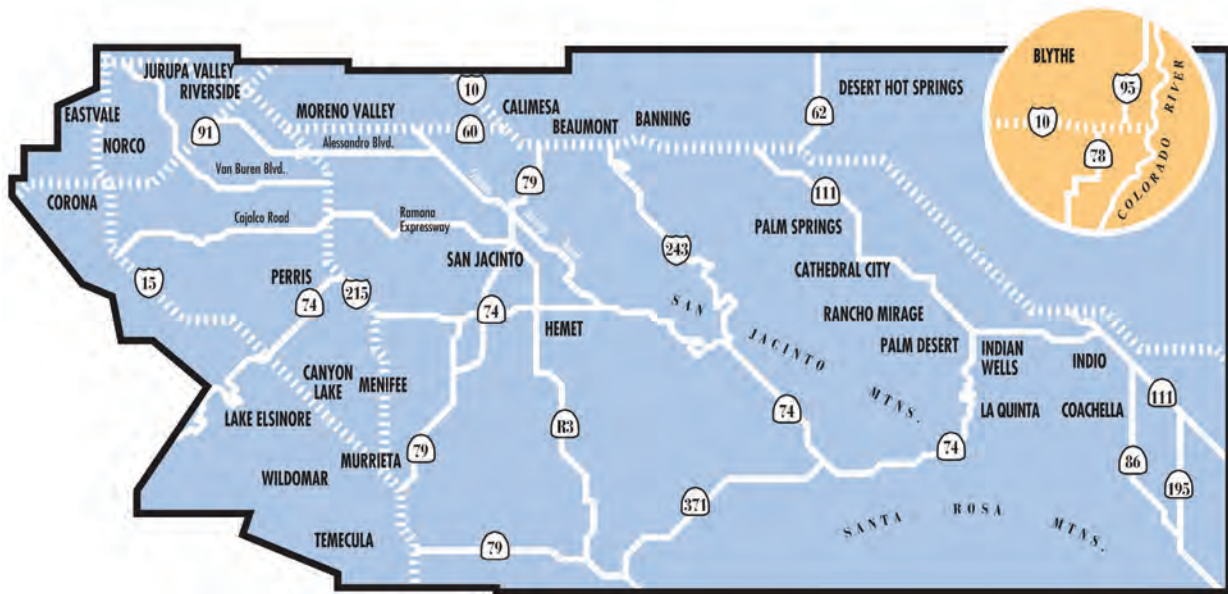 JURUPA VALLEY
RIVERSIDE
EASTVALE
NORCO
CORONA
91
MORENO VALLEY
10
60
CALIMESA
BEAUMONT
BANNING
62
DESERT HOT SPRINGS
Alessandro Blvd.
Van Buren Blvd.
79
111
Cajalco Road
Ramona
Expressway
PALM SPRINGS
SAN JACINTO
243
CATHEDRAL CITY
15
PERRIS
74
215
74
HEMET
RANCHO MIRAGE
PALM DESERT
INDIAN
WELLS
INDIO
SAN
JACINTO
MTNS.
CANYON
LAKE
MENIFEE
LAKE ELSINORE
LA QUINTA
COACHELLA
111
74
R3
79
MURRIETA
WILDOMAR
74
86
195
371
SANTA ROSA MTNS.
TEMECULA
79
BLYTHE
95
10
78
COLORADO RIVER